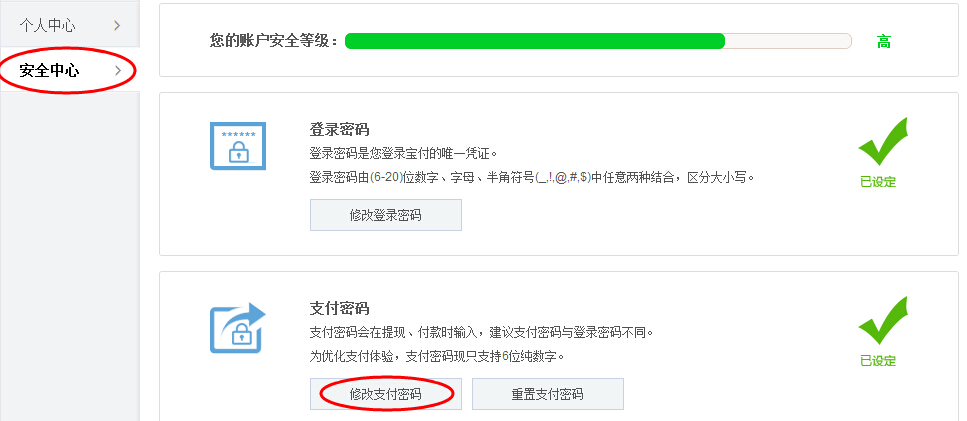 个人中心
安全中心
您的账户安全等级：
高
******
登录密码
登录密码是您登录宝付的唯一凭证。
登录密码由(6-20)位数字、字母、半角符号(_,!,@,#,$)中任意两种结合，区分大小写。
已设定
修改登录密码
支付密码
支付密码会在提现、付款时输入，建议支付密码与登录密码不同。
为优化支付体验，支付密码现只支持6位纯数字。
已设定
修改支付密码
重置支付密码